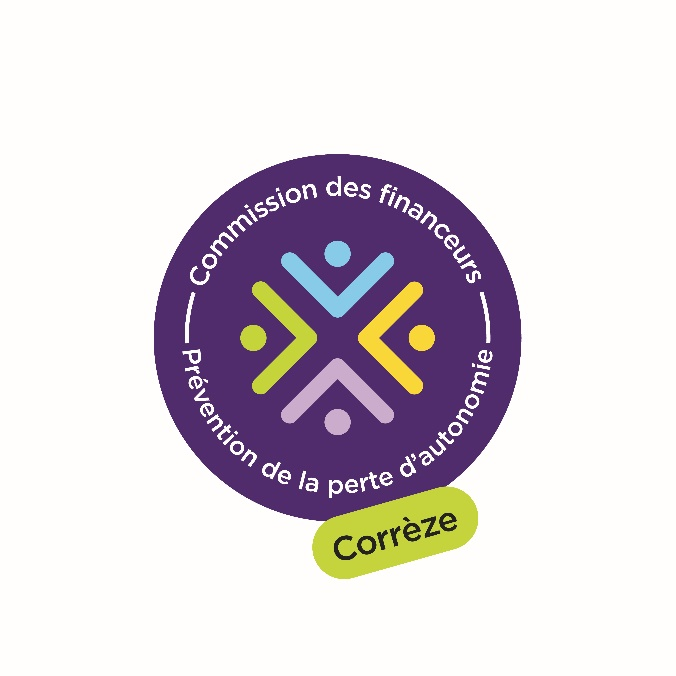 Commission des financeurs
Prévention de la perte d'autonomie
Corrèze